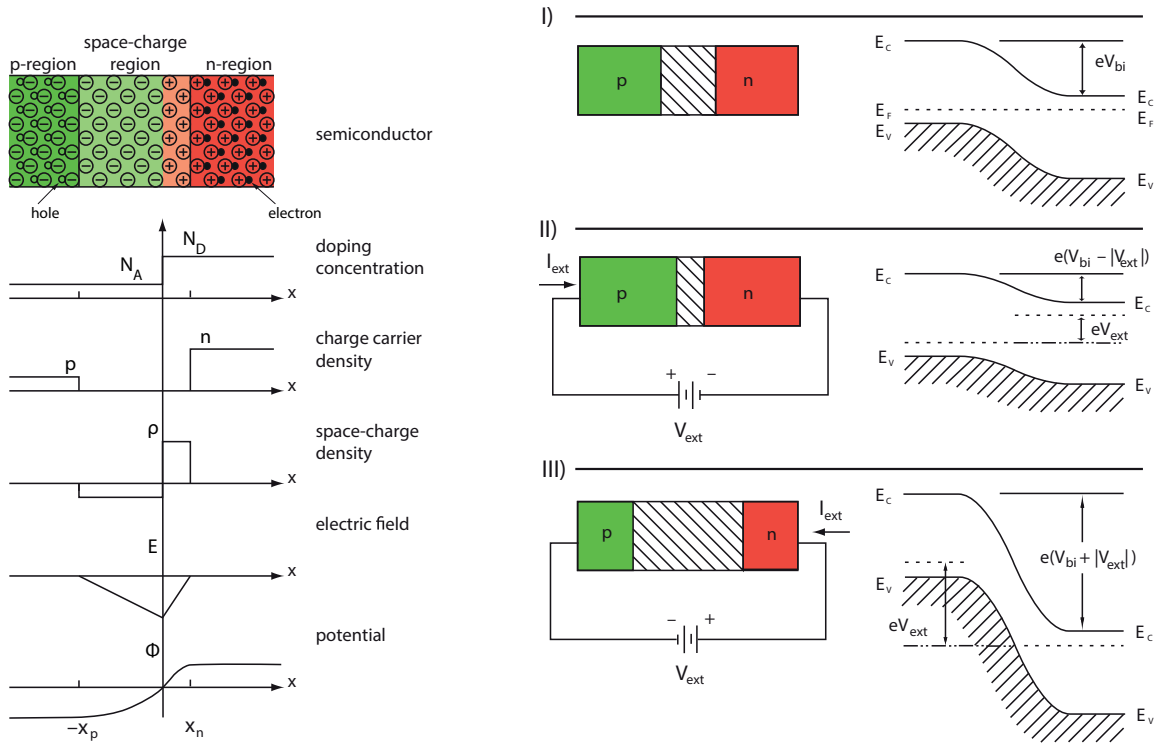 space-charge
p-region region n-region
semiconductor
hole electron
N_D
N_A
doping
concentration
x
n
p
charge carrier
density
x
ρ
space-charge
density
x
electric field
E
x
potential
Φ
x
−x_p x_n
I)
p n
E_C
eV_bi
E_C
E_F
E_F
E_V
E_V
II)
I_ext
p n
+ −
V_ext
e(V_bi − |V_ext|)
E_C
E_C
eV_ext
E_V
E_V
III)
p n
I_ext
− +
V_ext
E_C
e(V_bi + |V_ext|)
E_V
eV_ext
E_C
E_V